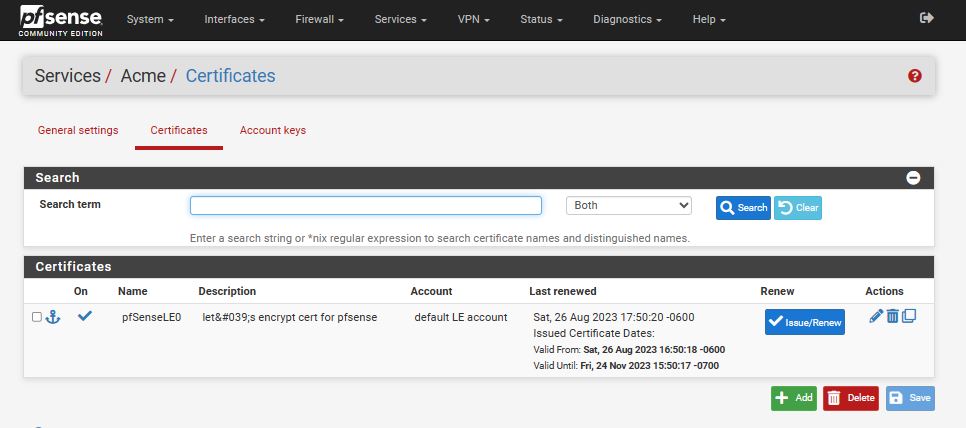 pfsense
COMMUNITY EDITION
System Interfaces Firewall Services VPN Status Diagnostics Help
Services / Acme / Certificates
General settings Certificates Account keys
Search
Search term Both Search Clear
Enter a search string or *nix regular expression to search certificate names and distinguished names.
Certificates
On Name Description Account Last renewed Renew Actions
pfSenseLE0 let&#039;s encrypt cert for pfsense default LE account Sat, 26 Aug 2023 17:50:20 -0600 Issue/Renew
Issued Certificate Dates:
Valid From: Sat, 26 Aug 2023 16:50:18 -0600
Valid Until: Fri, 24 Nov 2023 15:50:17 -0700
Add Delete Save